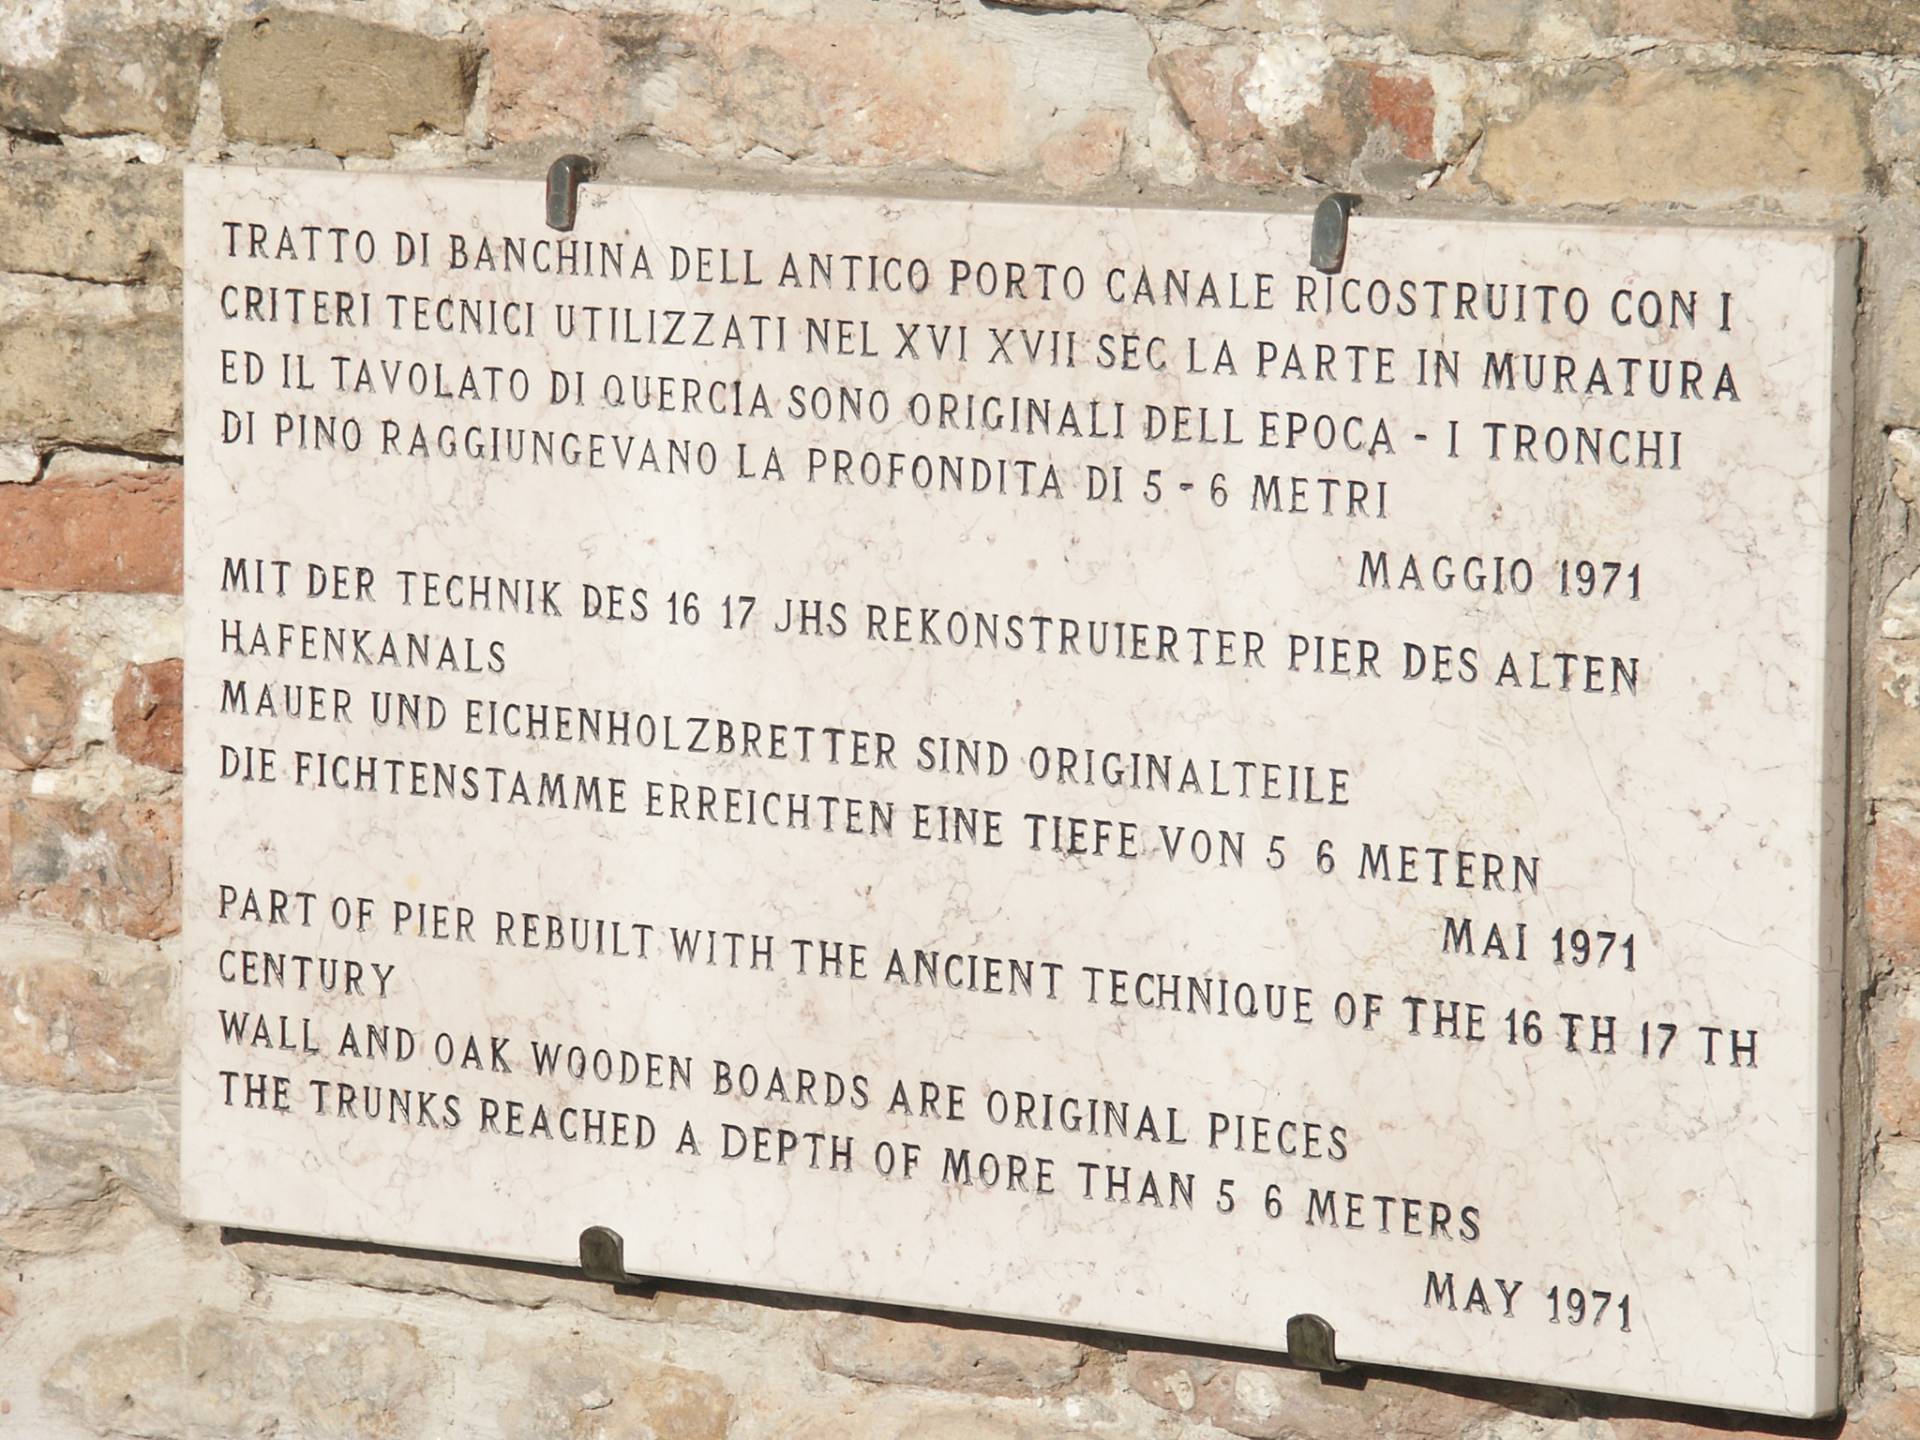 TRATTO DI BANCHINA DELL ANTICO PORTO CANALE RICOSTRUITO CON I
CRITERI TECNICI UTILIZZATI NEL XVI XVII SEC LA PARTE IN MURATURA
ED IL TAVOLATO DI QUERCIA SONO ORIGINALI DELL EPOCA - I TRONCHI
DI PINO RAGGIUNGEVANO LA PROFONDITA DI 5 - 6 METRI
MAGGIO 1971
MIT DER TECHNIK DES 16 17 JHS REKONSTRUIERTER PIER DES ALTEN
HAFENKANALS
MAUER UND EICHENHOLZBRETTER SIND ORIGINALTEILE
DIE FICHTENSTAMME ERREICHTEN EINE TIEFE VON 5 6 METERN
MAI 1971
PART OF PIER REBUILT WITH THE ANCIENT TECHNIQUE OF THE 16 TH 17 TH
CENTURY
WALL AND OAK WOODEN BOARDS ARE ORIGINAL PIECES
THE TRUNKS REACHED A DEPTH OF MORE THAN 5 6 METERS
MAY 1971